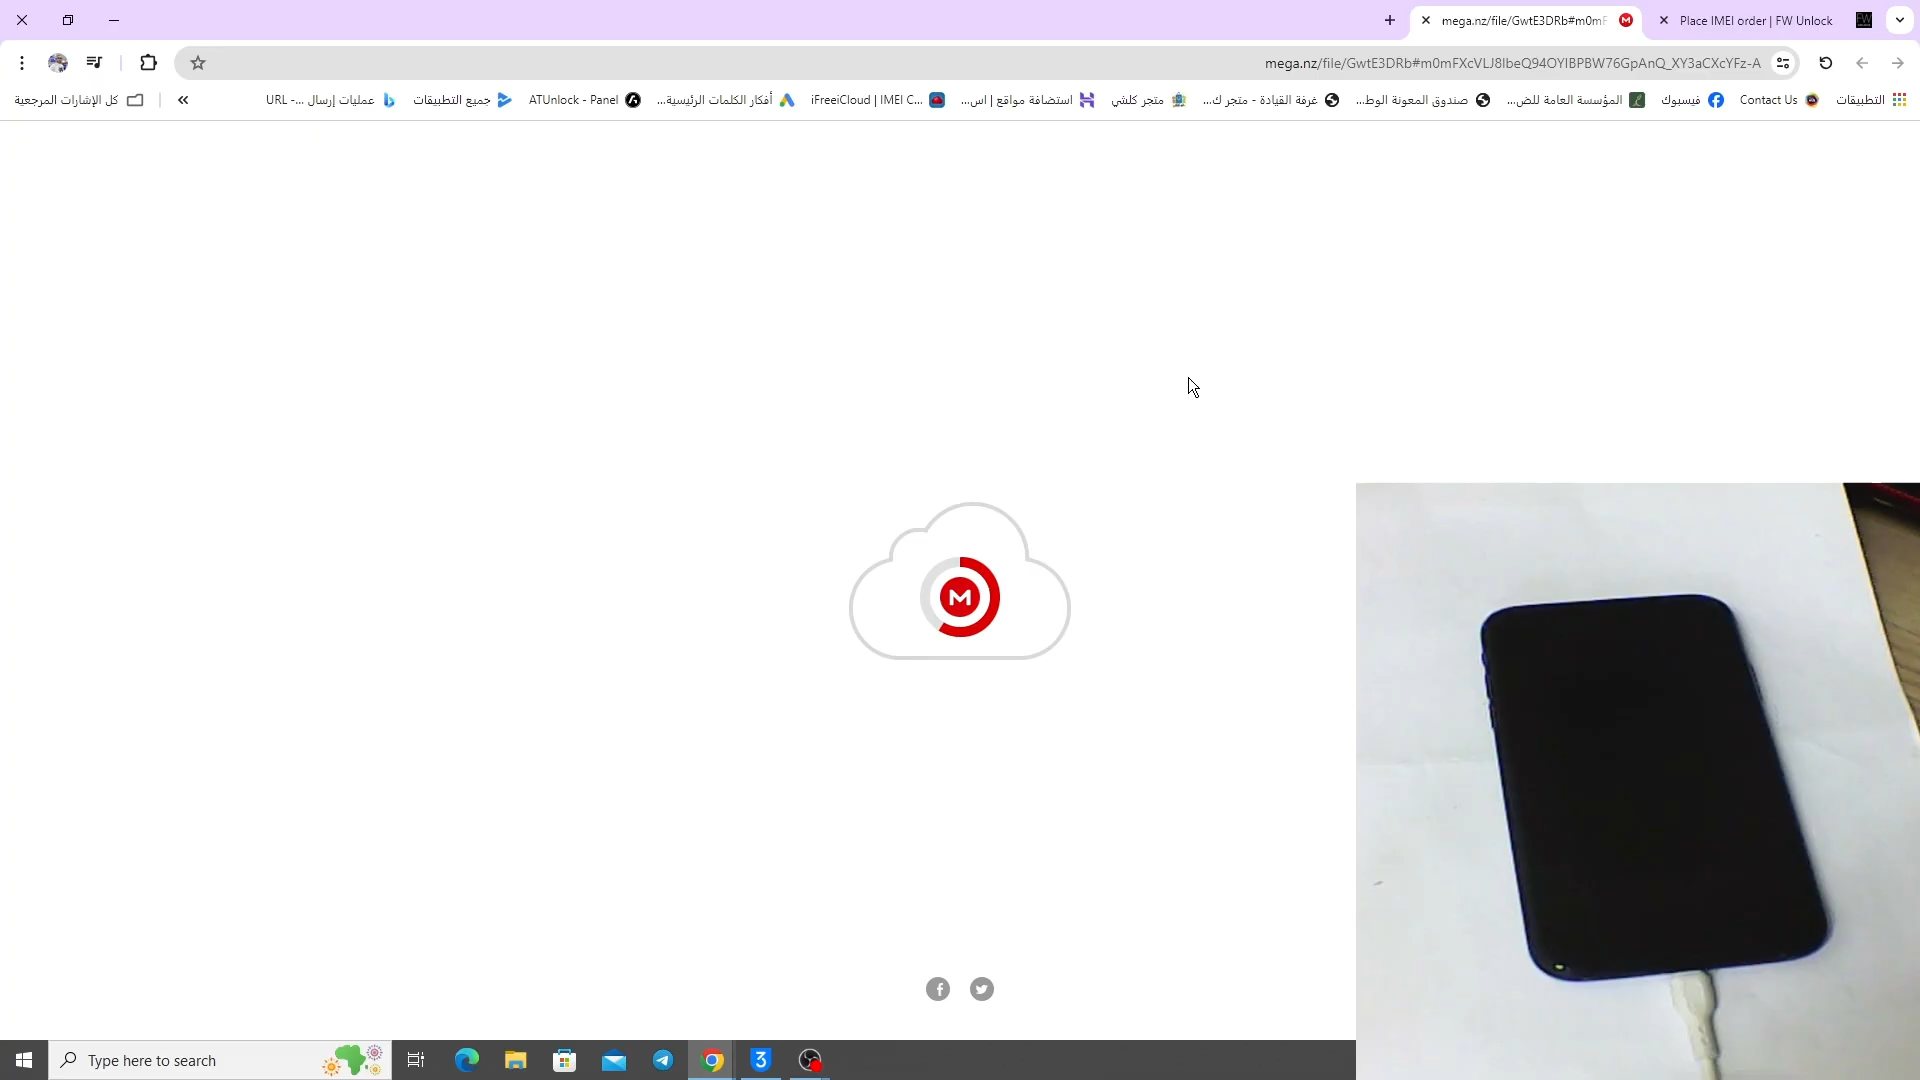 mega.nz/file/GwtE3DRb#m0mF
Place IMEI order | FW Unlock
FW
mega.nz/file/GwtE3DRb#m0mFXcVLJ8lbeQ94OYIBPBW76GpAnQ_XY3aCXcYFz-A
التطبيقات
Contact Us
فيسبوك
المؤسسة العامة للض...
صندوق المعونة الوط...
غرفة القيادة - متجر ك...
متجر كلشي
استضافة مواقع | اس...
iFreeiCloud | IMEI C...
أفكار الكلمات الرئيسية...
ATUnlock - Panel
جميع التطبيقات
عمليات إرسال URL -...
كل الإشارات المرجعية
M
Type here to search
3